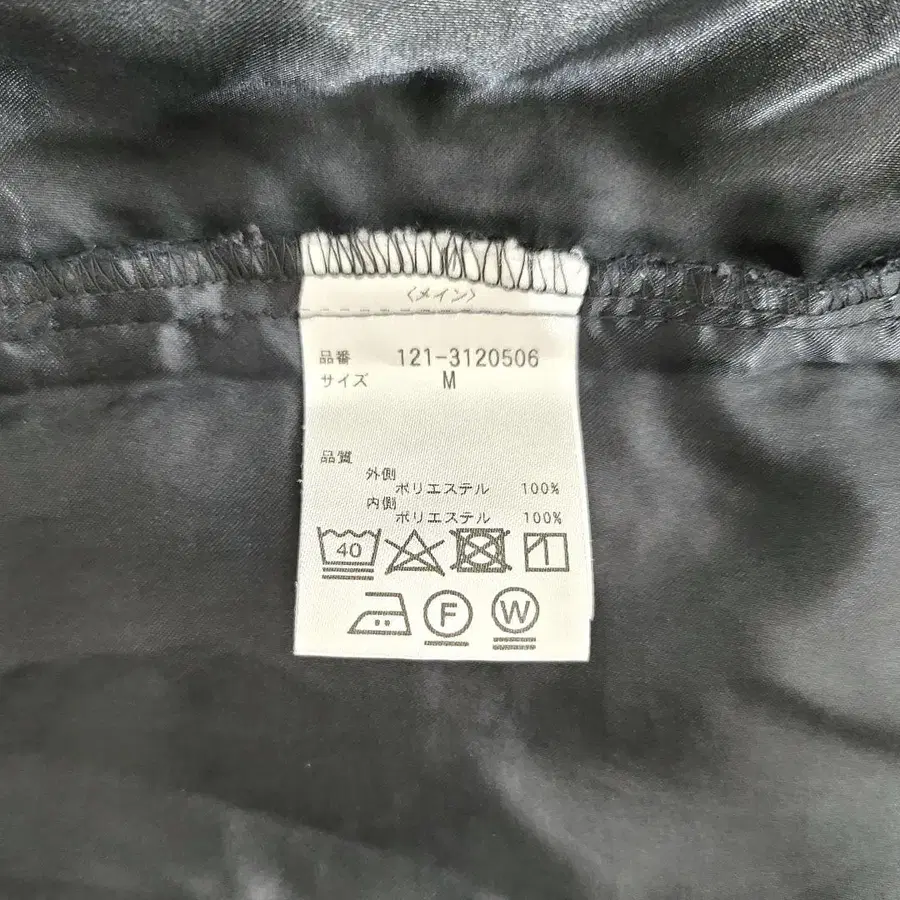 〈メイン〉
品番 121-3120506
サイズ M
品質
外側
ポリエステル 100%
内側
ポリエステル 100%
40
F W